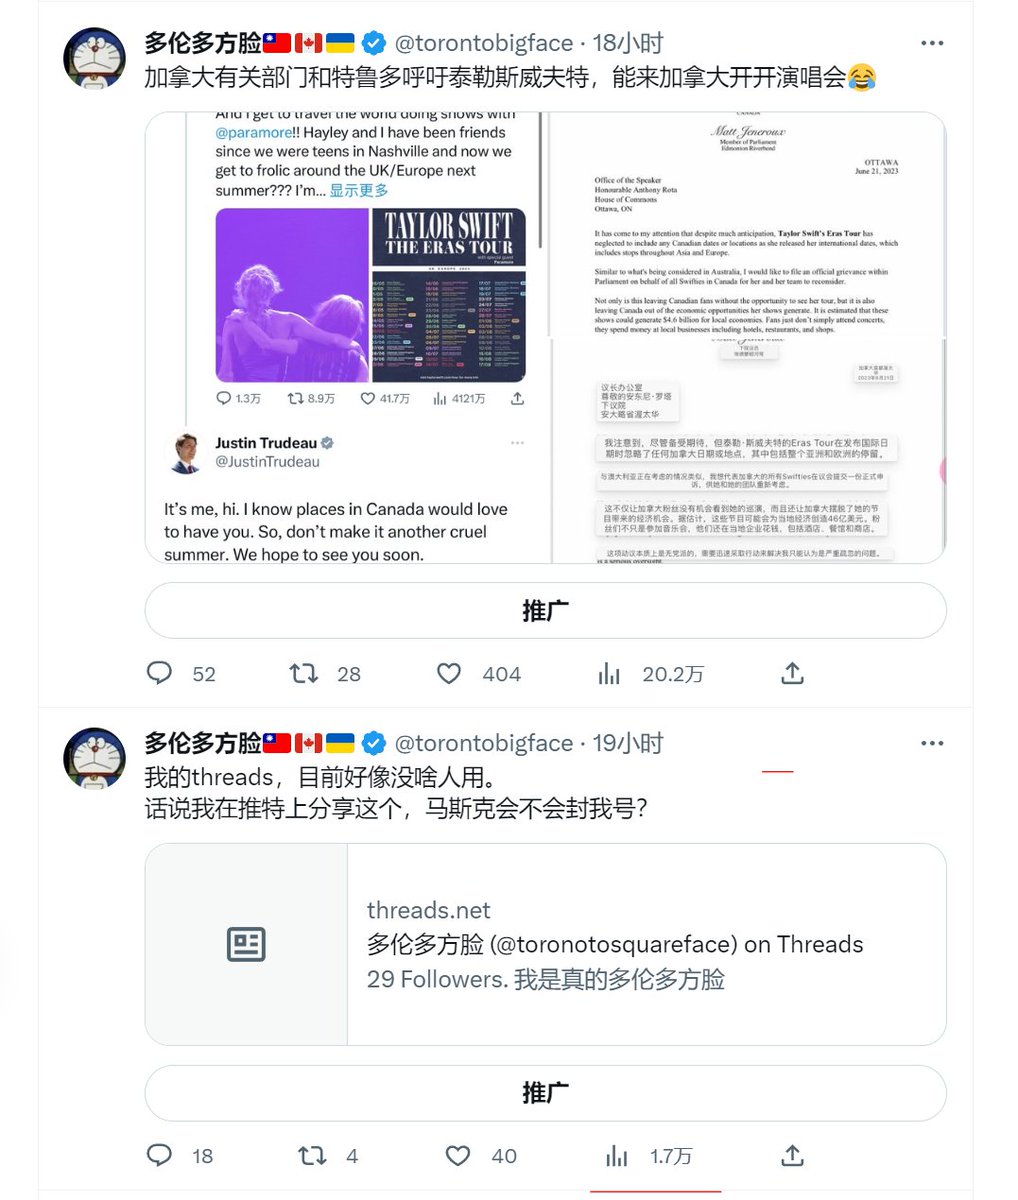 多伦多方脸🇹🇼🇨🇦🇺🇦 @torontobigface · 18小时
加拿大有关部门和特鲁多呼吁泰勒斯威夫特，能来加拿大开开演唱会😂
And I get to travel the world doing shows with
@paramore!! Hayley and I have been friends
since we were teens in Nashville and now we
get to frolic around the UK/Europe next
summer??? I’m... 显示更多
TAYLOR SWIFT
THE ERAS TOUR
1.3万 8.9万 41.7万 4121万
Justin Trudeau
@JustinTrudeau
It’s me, hi. I know places in Canada would love
to have you. So, don’t make it another cruel
summer. We hope to see you soon.
CANADA
Matt Jeneroux
Member of Parliament
Edmonton Riverbend
OTTAWA
June 21, 2023
Office of the Speaker
Honourable Anthony Rota
House of Commons
Ottawa, ON
It has come to my attention that despite much anticipation, Taylor Swift's Eras Tour has
neglected to include any Canadian dates or locations as she released her international dates, which
includes stops throughout Asia and Europe.
Similar to what's being considered in Australia, I would like to file an official grievance within
Parliament on behalf of all Swifties in Canada for her and her team to reconsider.
Not only is this leaving Canadian fans without the opportunity to see her tour, but it is also
leaving Canada out of the economic opportunities her shows generate. It is estimated that these
shows could generate $4.6 billion for local economies. Fans just don't simply attend concerts,
they spend money at local businesses including hotels, restaurants, and shops.
议长办公室
尊敬的安东尼·罗塔
下议院
安大略省渥太华
我注意到，尽管备受期待，但泰勒·斯威夫特的Eras Tour在发布国际日
期时忽略了任何加拿大日期或地点，其中包括整个亚洲和欧洲的停留。
与澳大利亚正在考虑的情况类似，我想代表加拿大的所有Swifties在议会提交一份正式申
诉，供她和她的团队重新考虑。
这不仅让加拿大粉丝没有机会看到她的巡演，而且还让加拿大摆脱了她的节
目带来的经济机会。据估计，这些节目可能会为当地经济创造46亿美元。粉
丝们不只是参加音乐会，他们还在当地企业花钱，包括酒店、餐馆和商店。
这项动议本质上是无党派的，需要迅速采取行动来解决我只能认为是严重疏忽的问题。
推广
52 28 404 20.2万
多伦多方脸🇹🇼🇨🇦🇺🇦 @torontobigface · 19小时
我的threads，目前好像没啥人用。
话说我在推特上分享这个，马斯克会不会封我号？
threads.net
多伦多方脸 (@toronotosquareface) on Threads
29 Followers. 我是真的多伦多方脸
推广
18 4 40 1.7万